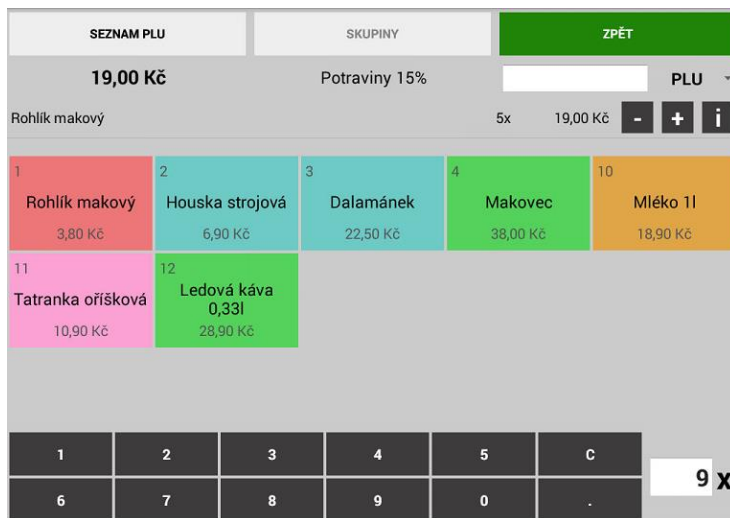 SEZNAM PLU SKUPINY ZPĚT
19,00 Kč Potraviny 15% PLU
Rohlík makový 5x 19,00 Kč - + i
1 2 3 4 10
Rohlík makový Houska strojová Dalamánek Makovec Mléko 1l
3,80 Kč 6,90 Kč 22,50 Kč 38,00 Kč 18,90 Kč
11 12
Tatranka oříšková Ledová káva
0,33l
10,90 Kč 28,90 Kč
1 2 3 4 5 C
9 x
6 7 8 9 0 .